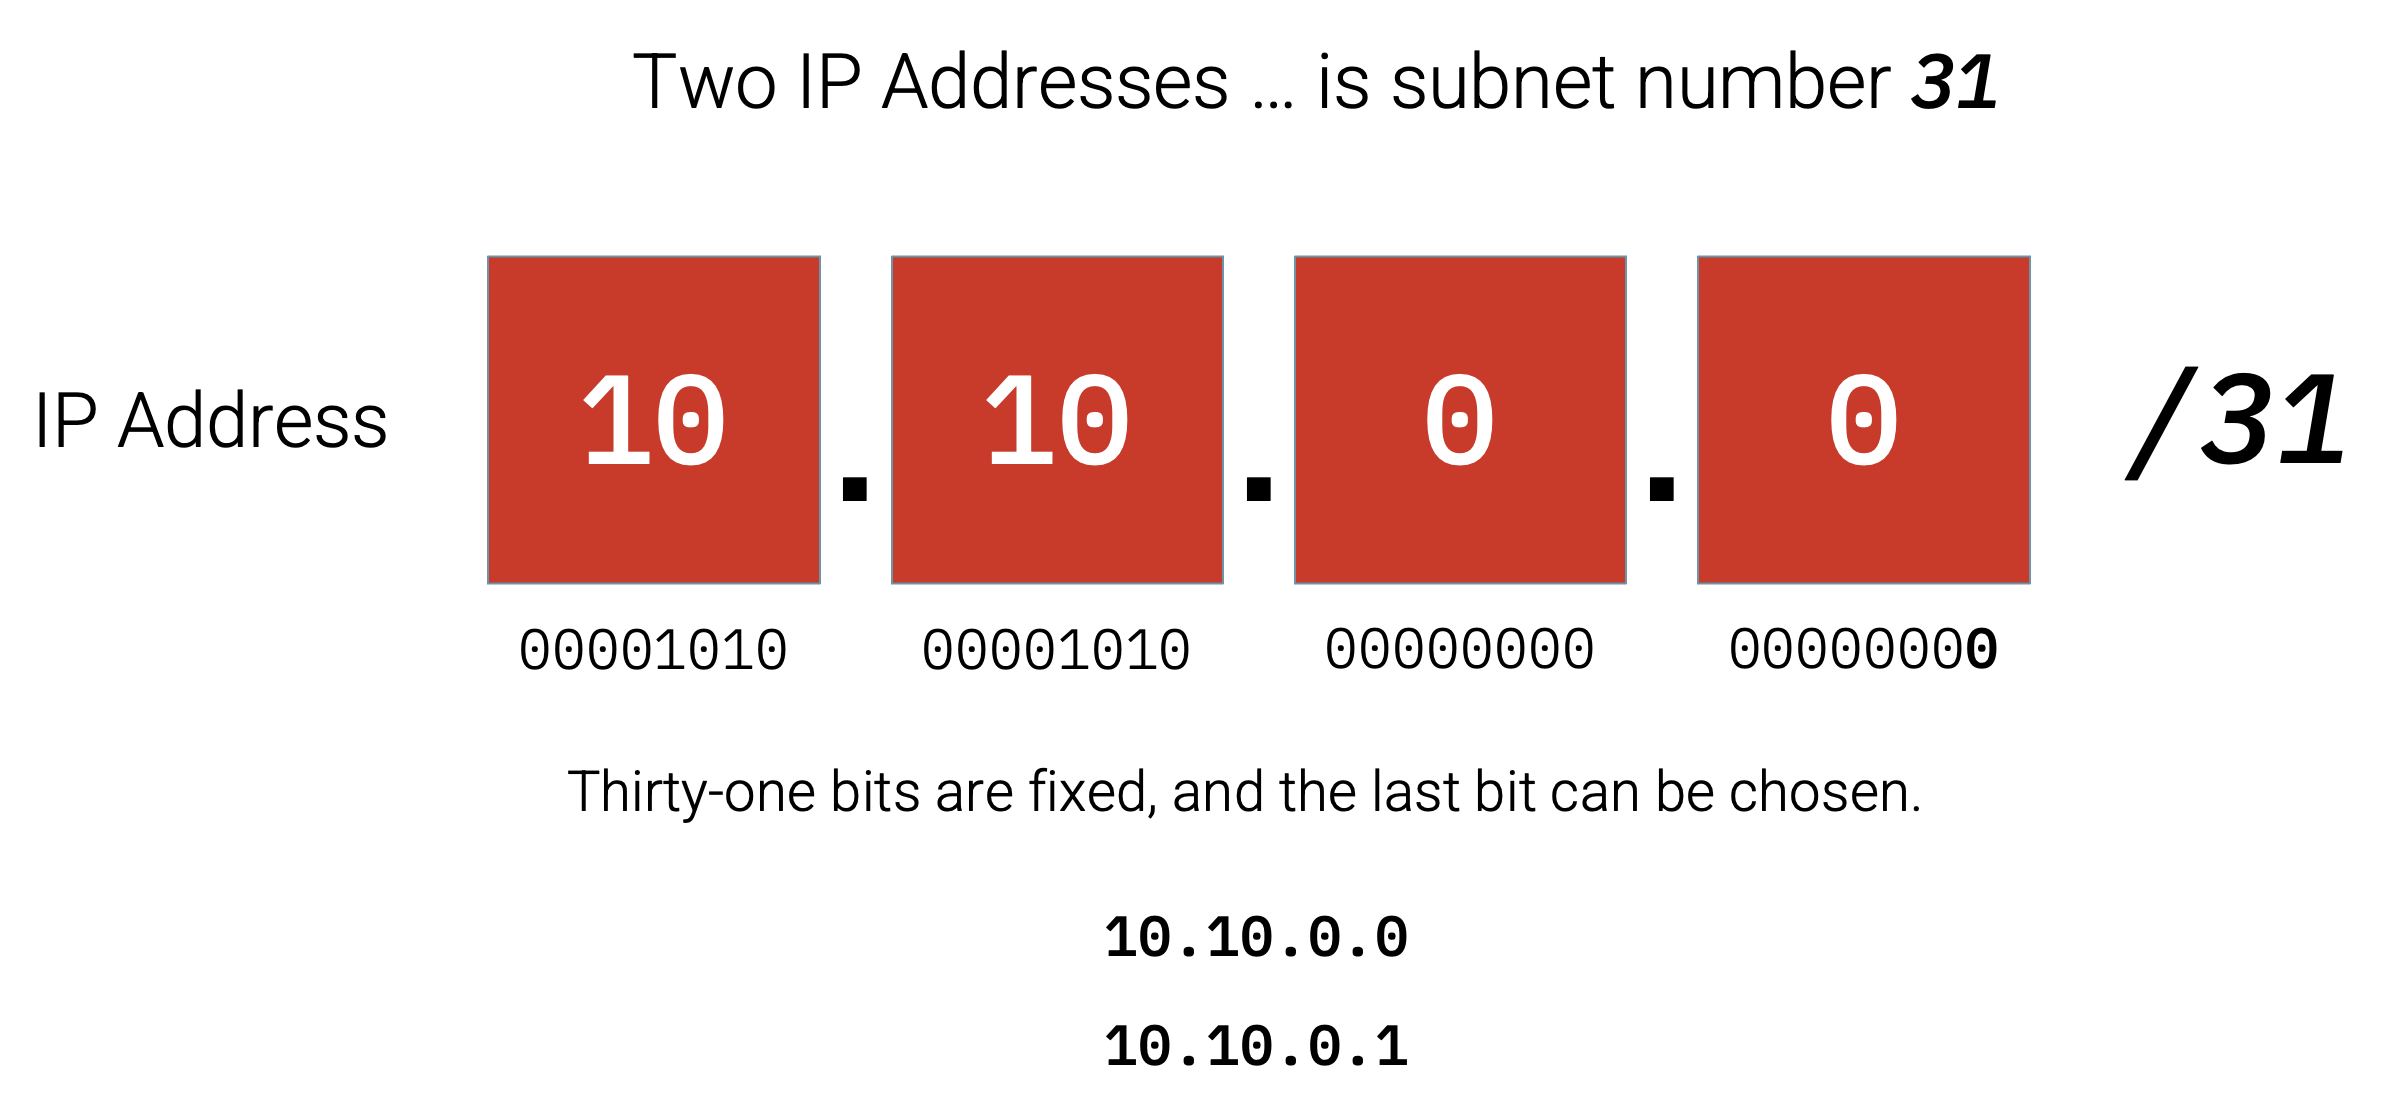 Two IP Addresses ... is subnet number 31
IP Address 10 . 10 . 0 . 0 /31
00001010 00001010 00000000 00000000
Thirty-one bits are fixed, and the last bit can be chosen.
10.10.0.0
10.10.0.1